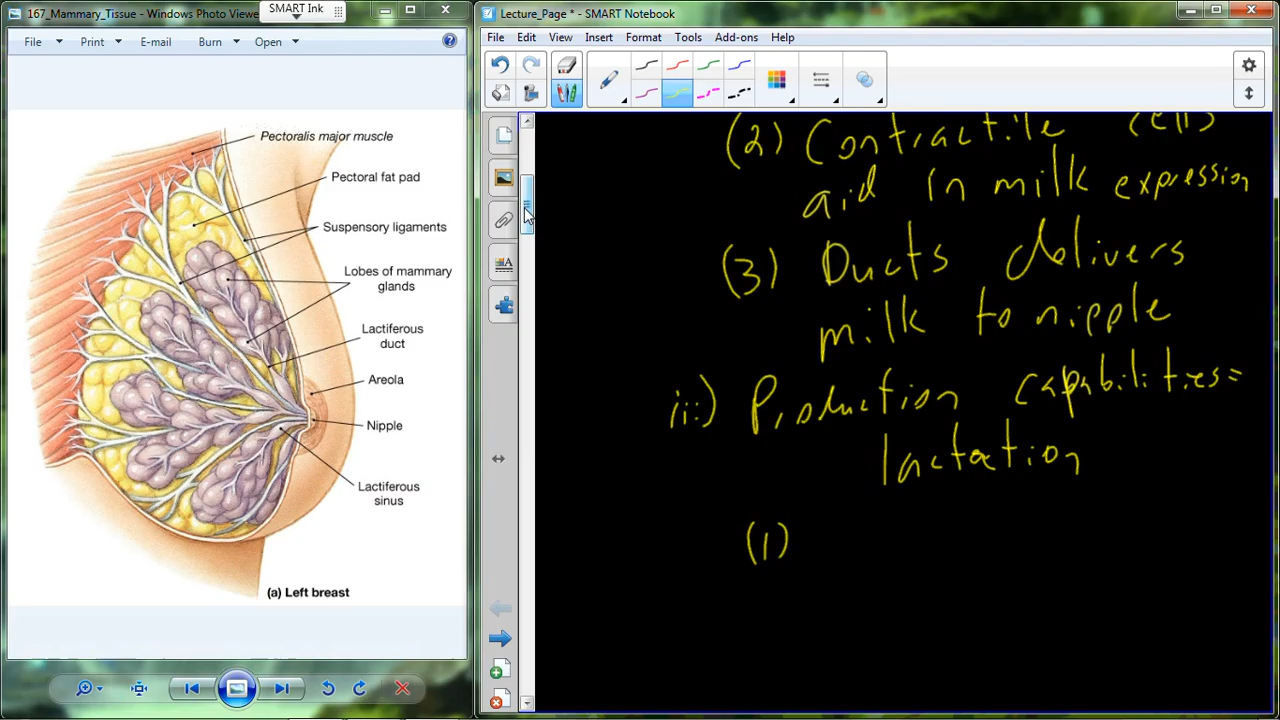 167_Mammary_Tissue - Windows Photo Viewe
SMART Ink
File Print E-mail Burn Open
Pectoralis major muscle
Pectoral fat pad
Suspensory ligaments
Lobes of mammary
glands
Lactiferous
duct
Areola
Nipple
Lactiferous
sinus
(a) Left breast
Lecture_Page * - SMART Notebook
File Edit View Insert Format Tools Add-ons Help
(2) Contractile cells
aid in milk expression
(3) Ducts delivers
milk to nipple
iii) Production capabilities=
lactation
(1)